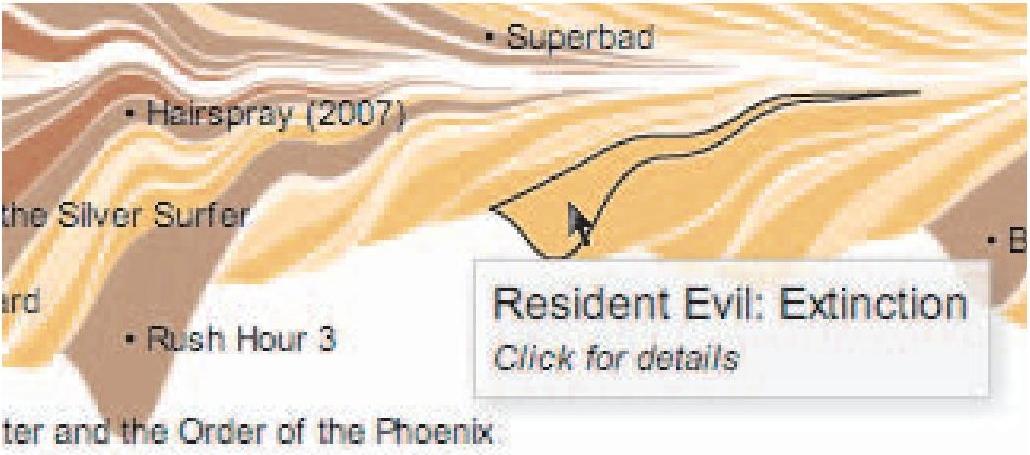 • Superbad
• Hairspray (2007)
the Silver Surfer
• B
Resident Evil: Extinction
ard
Click for details
• Rush Hour 3
ter and the Order of the Phoenix